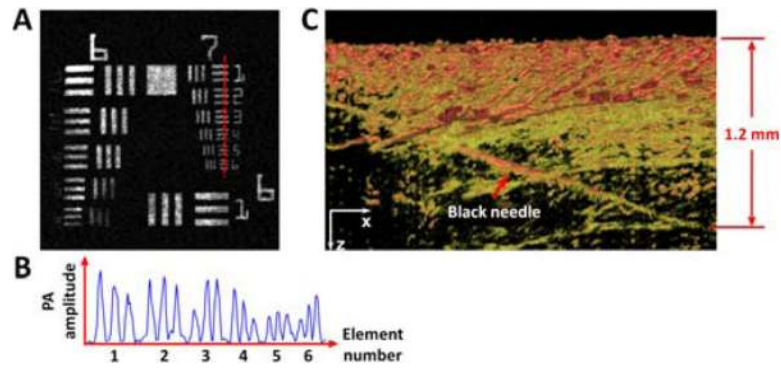 A
6
7
1
2
3
4
5
6
6
1
C
1.2 mm
Black needle
x
z
B
PA
amplitude
1 2 3 4 5 6
Element
number